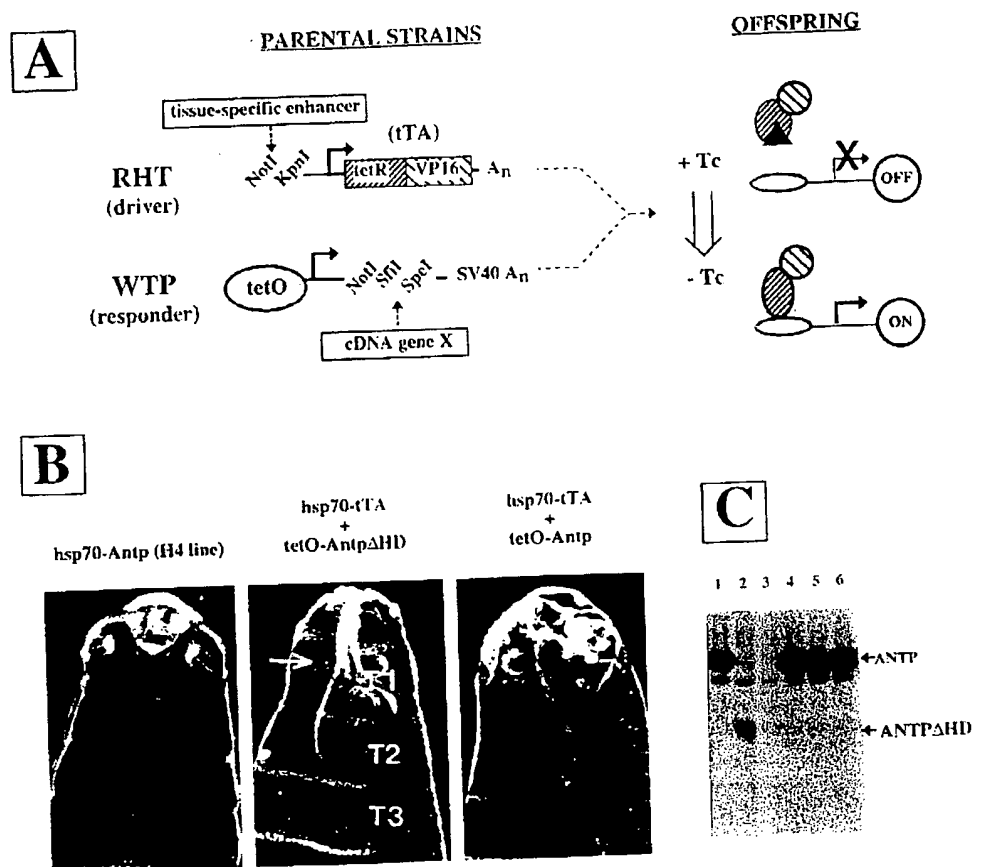 A
PARENTAL STRAINS
OFFSPRING
tissue-specific enhancer
(tTA)
NotI
KpnI
tetR
VP16
An
RHT
(driver)
+ Tc
X
OFF
WTP
(responder)
tetO
NotI
SfiI
SpeI
SV40 An
cDNA gene X
- Tc
ON
B
hsp70-Antp (H4 line)
hsp70-tTA
+
tetO-AntpΔHD
hsp70-tTA
+
tetO-Antp
T2
T3
C
1 2 3 4 5 6
ANTP
ANTPΔHD